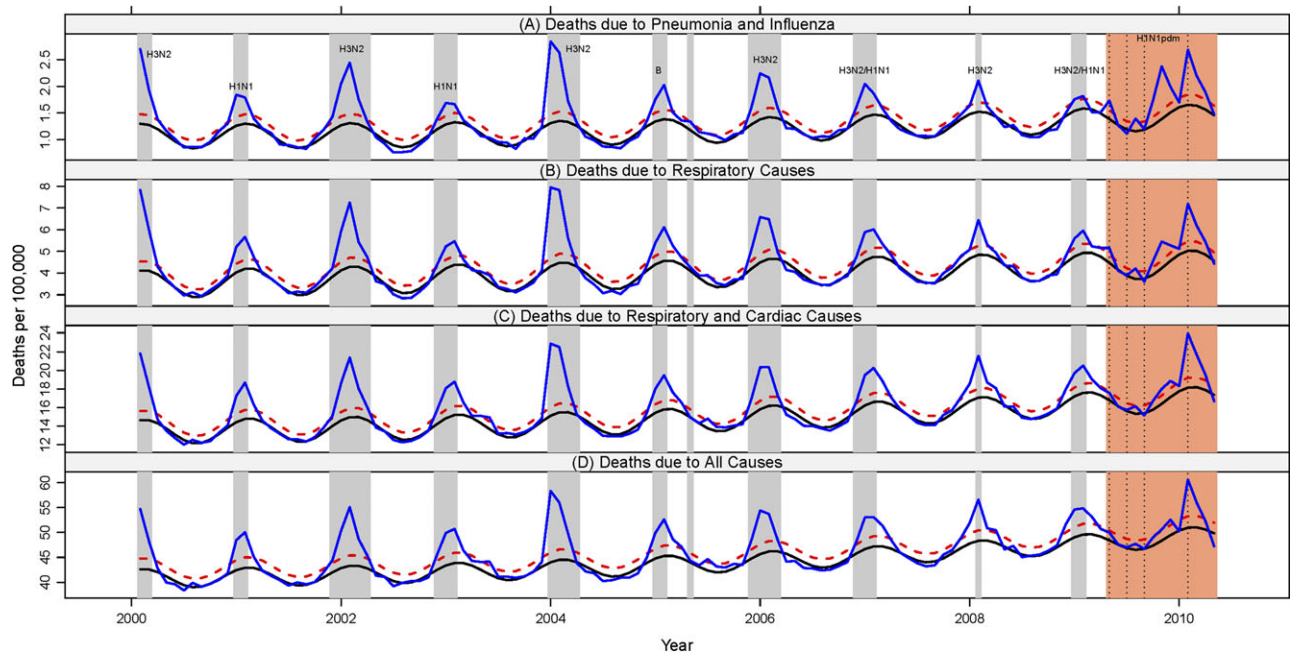 (A) Deaths due to Pneumonia and Influenza
H3N2 H1N1 H3N2 H1N1 H3N2 B H3N2 H3N2/H1N1 H3N2 H3N2/H1N1 H1N1pdm
1.0 1.5 2.0 2.5
(B) Deaths due to Respiratory Causes
3 4 5 6 7 8
Deaths per 100,000
(C) Deaths due to Respiratory and Cardiac Causes
12 14 16 18 20 22 24
(D) Deaths due to All Causes
40 45 50 55 60
2000 2002 2004 2006 2008 2010
Year